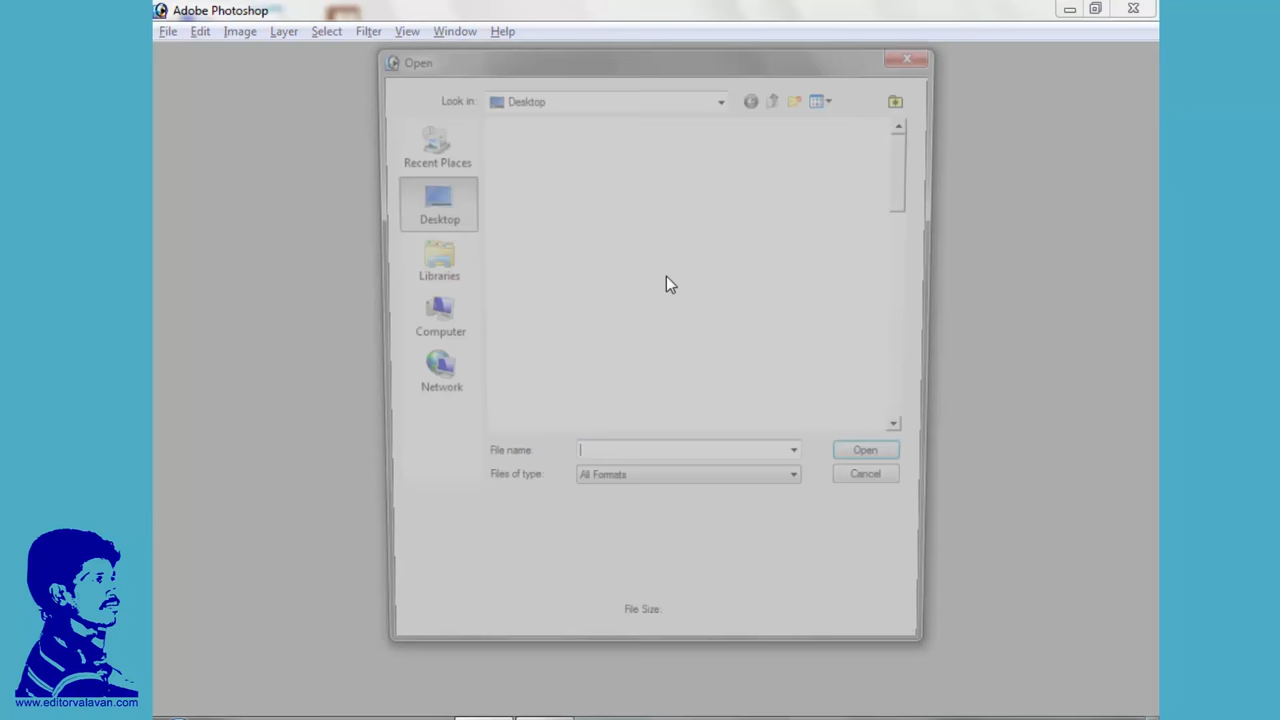 Adobe Photoshop
File Edit Image Layer Select Filter View Window Help
Open
Look in: Desktop
Recent Places
Desktop
Libraries
Computer
Network
File name: Open
Files of type: All Formats Cancel
File Size:
www.editorvalavan.com